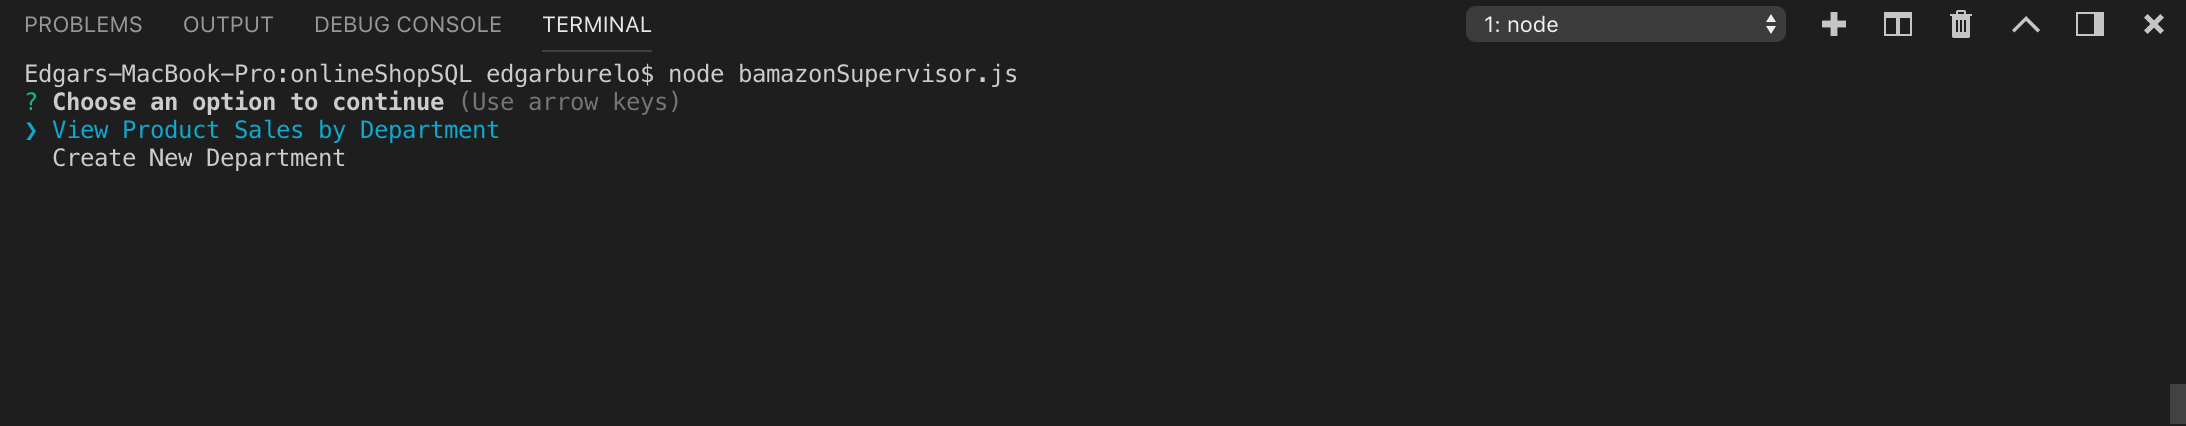 PROBLEMS OUTPUT DEBUG CONSOLE TERMINAL 1: node
Edgars-MacBook-Pro:onlineShopSQL edgarburelo$ node bamazonSupervisor.js
? Choose an option to continue (Use arrow keys)
❯ View Product Sales by Department
Create New Department